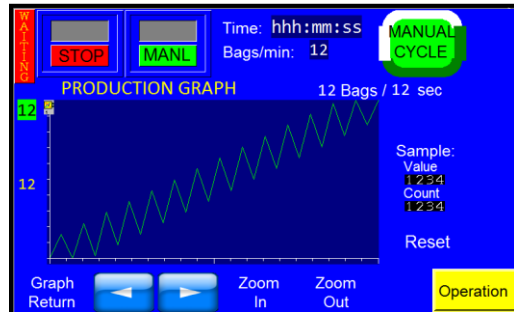 WAITING
STOP
MANL
Time: hhh:mm:ss
Bags/min: 12
MANUAL
CYCLE
PRODUCTION GRAPH
12 Bags / 12 sec
12
12
Sample:
Value
1234
Count
1234
Reset
Graph
Return
Zoom
In
Zoom
Out
Operation